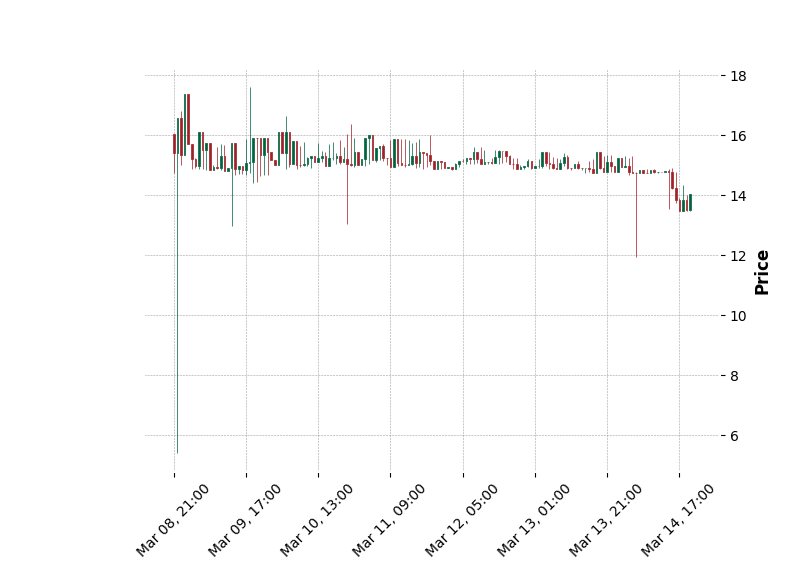 18
16
14
12
10
8
6
Price
Mar 08, 21:00
Mar 09, 17:00
Mar 10, 13:00
Mar 11, 09:00
Mar 12, 05:00
Mar 13, 01:00
Mar 13, 21:00
Mar 14, 17:00